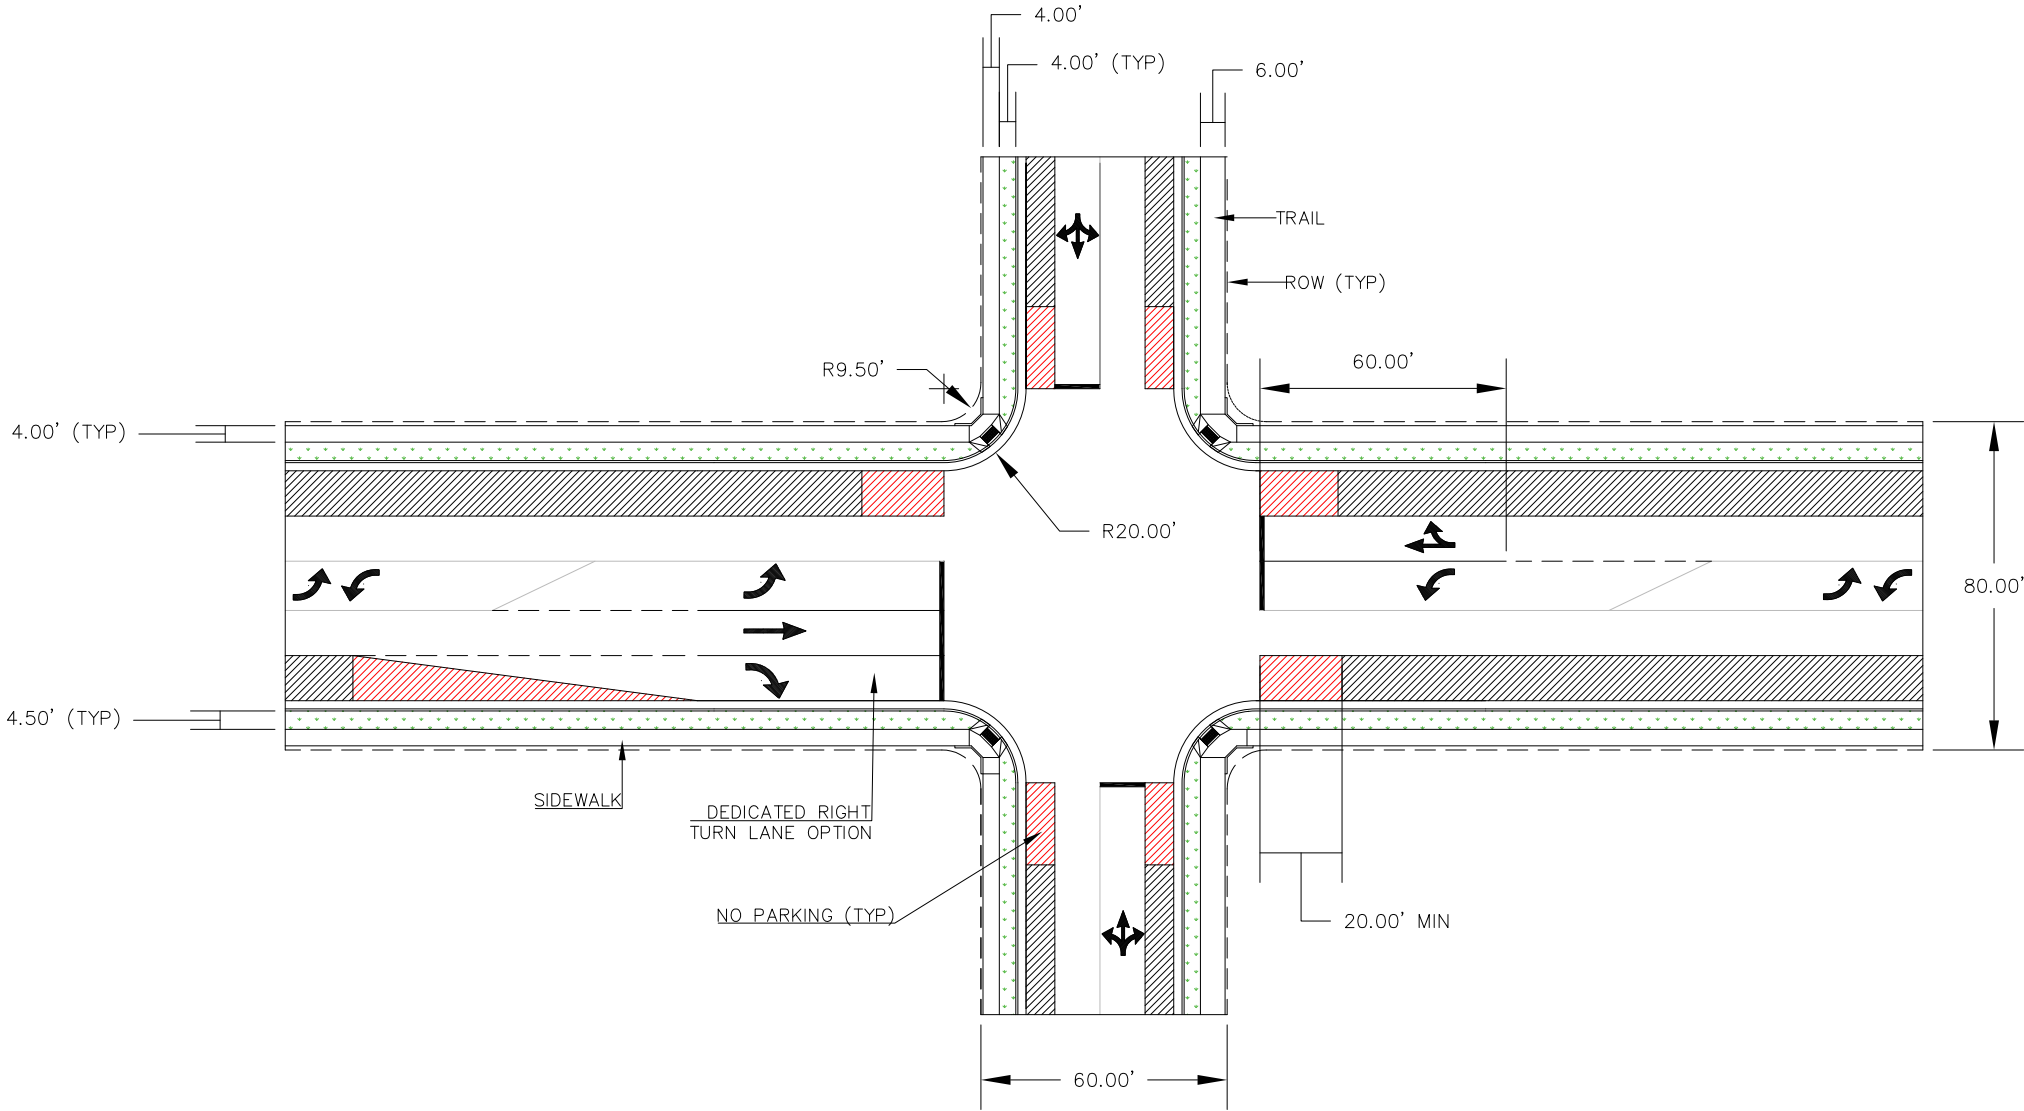 4.00'
4.00' (TYP)
6.00'
TRAIL
ROW (TYP)
60.00'
R9.50'
4.00' (TYP)
R20.00'
80.00'
4.50' (TYP)
SIDEWALK
DEDICATED RIGHT
TURN LANE OPTION
NO PARKING (TYP)
20.00' MIN
60.00'